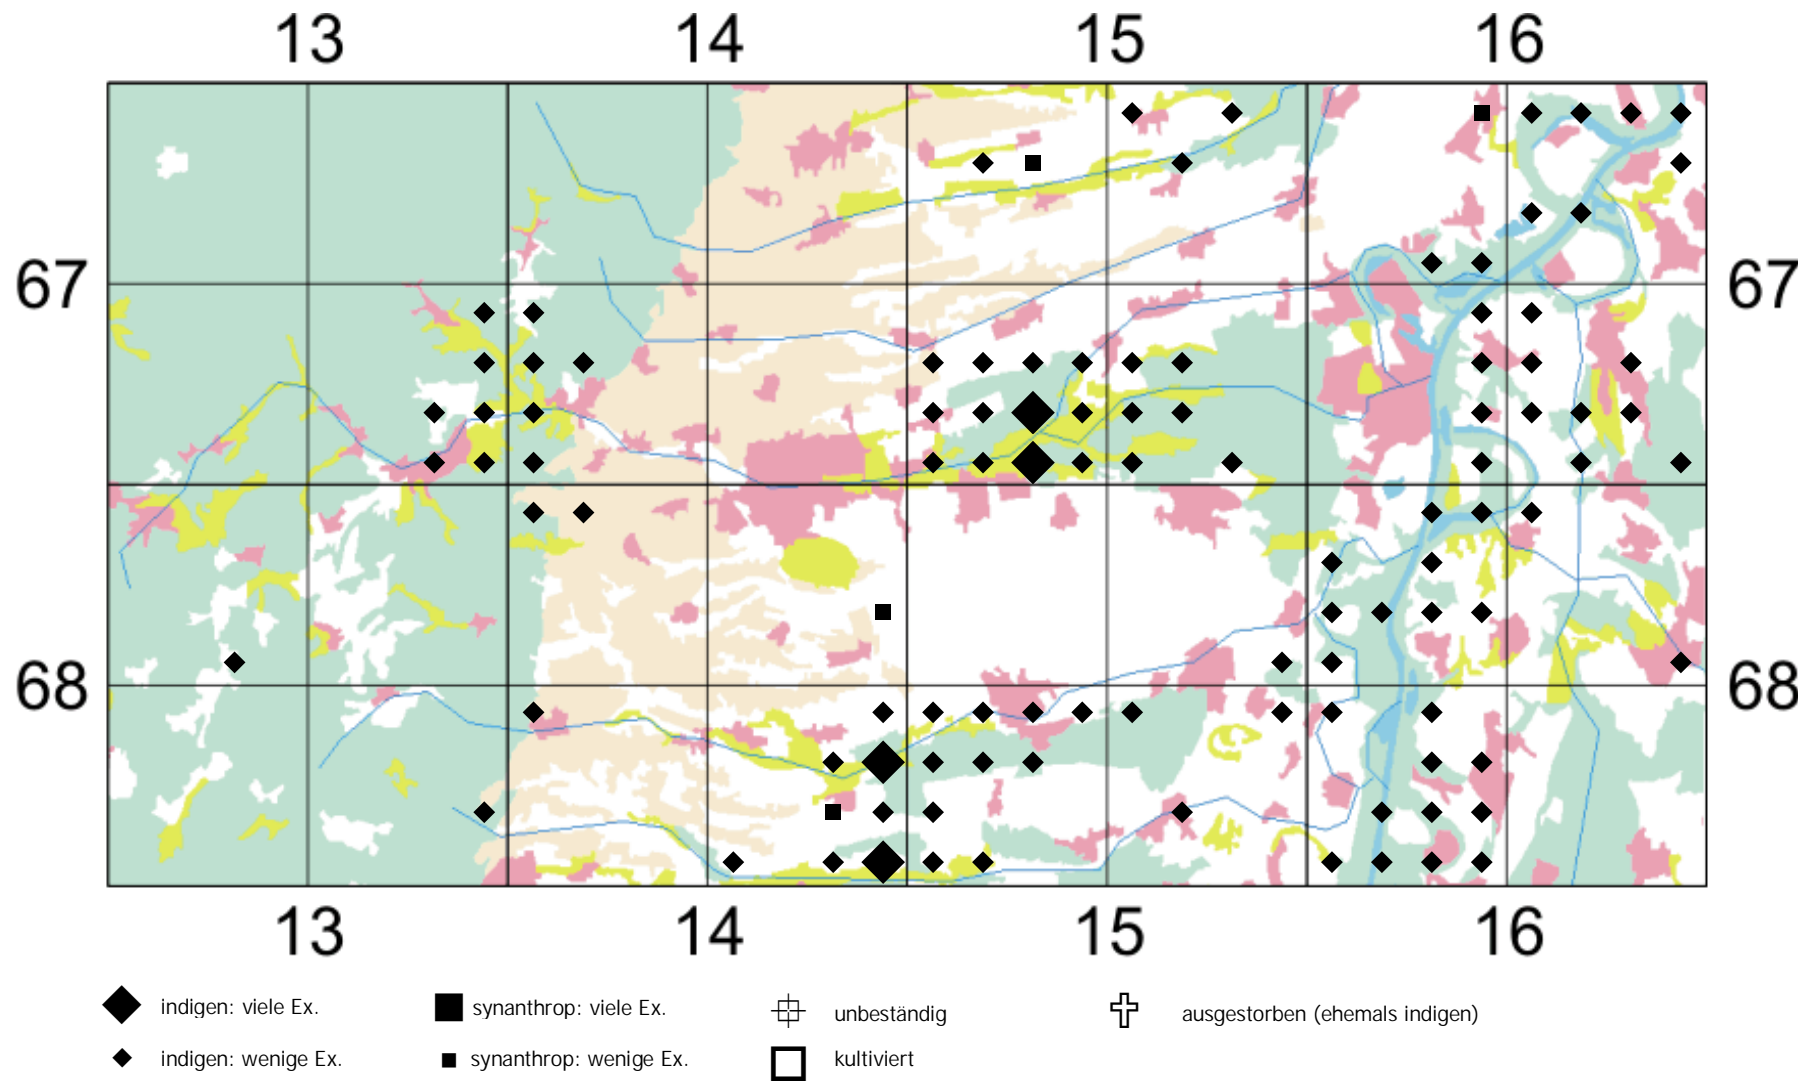 13 14 15 16
67 67
68 68
13 14 15 16
indigen: viele Ex. synanthrop: viele Ex. unbeständig ausgestorben (ehemals indigen)
indigen: wenige Ex. synanthrop: wenige Ex. kultiviert